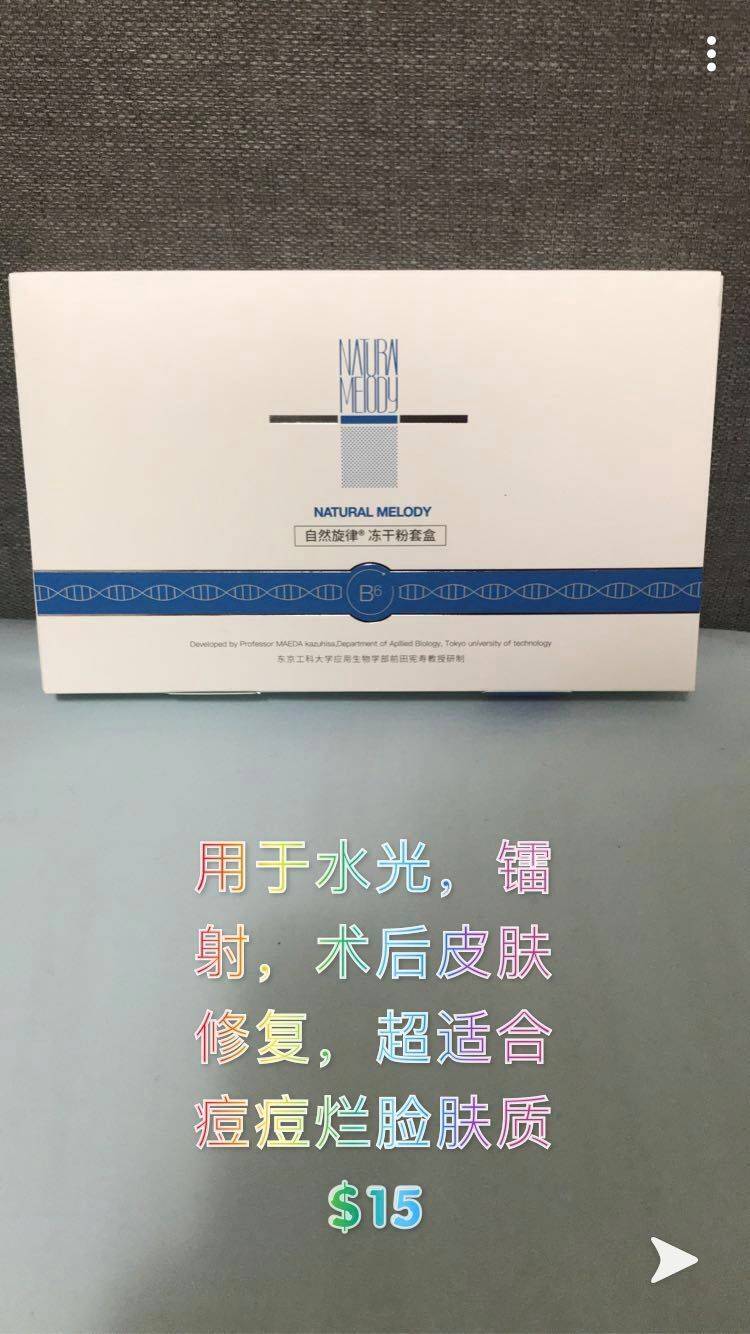 NATURAL
MELODY
NATURAL MELODY
自然旋律® 冻干粉套盒
B6
Developed by Professor MAEDA kazuhisa,Department of Apllied Biology, Tokyo university of technology
东京工科大学应用生物学部前田宪寿教授研制
用于水光，镭
射，术后皮肤
修复，超适合
痘痘烂脸肤质
$15